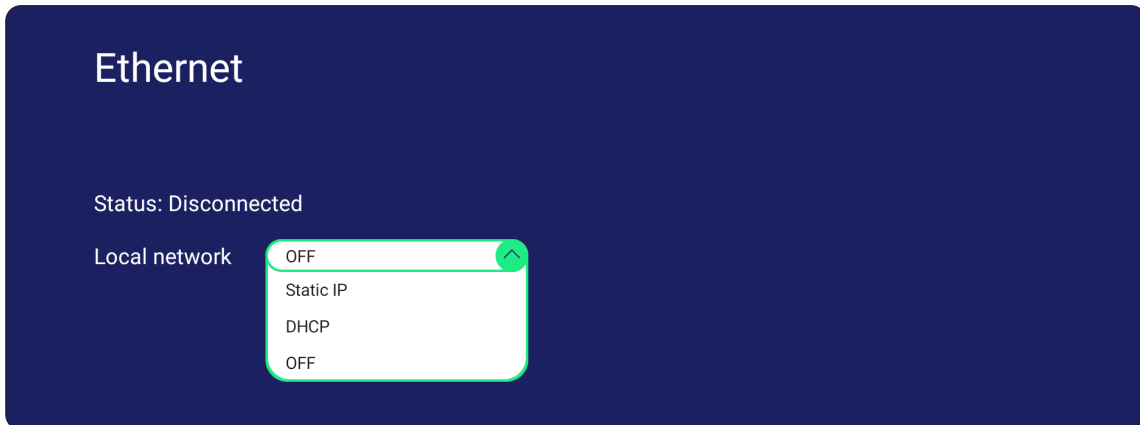 Ethernet
Status: Disconnected
Local network OFF
Static IP
DHCP
OFF